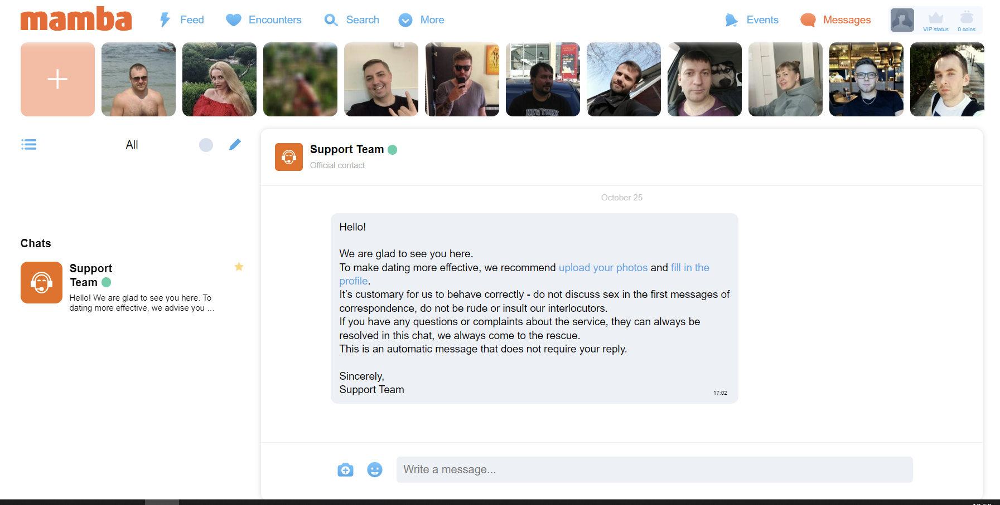 mamba
Feed
Encounters
Search
More
Events
Messages
VIP status
0 coins
NEW YORK
All
Support Team
Official contact
October 25
Hello!
We are glad to see you here.
To make dating more effective, we recommend upload your photos and fill in the
profile.
It’s customary for us to behave correctly - do not discuss sex in the first messages of
correspondence, do not be rude or insult our interlocutors.
If you have any questions or complaints about the service, they can always be
resolved in this chat, we always come to the rescue.
This is an automatic message that does not require your reply.
Sincerely,
Support Team
17:02
Chats
Support
Team
Hello! We are glad to see you here. To
dating more effective, we advise you ...
Write a message...